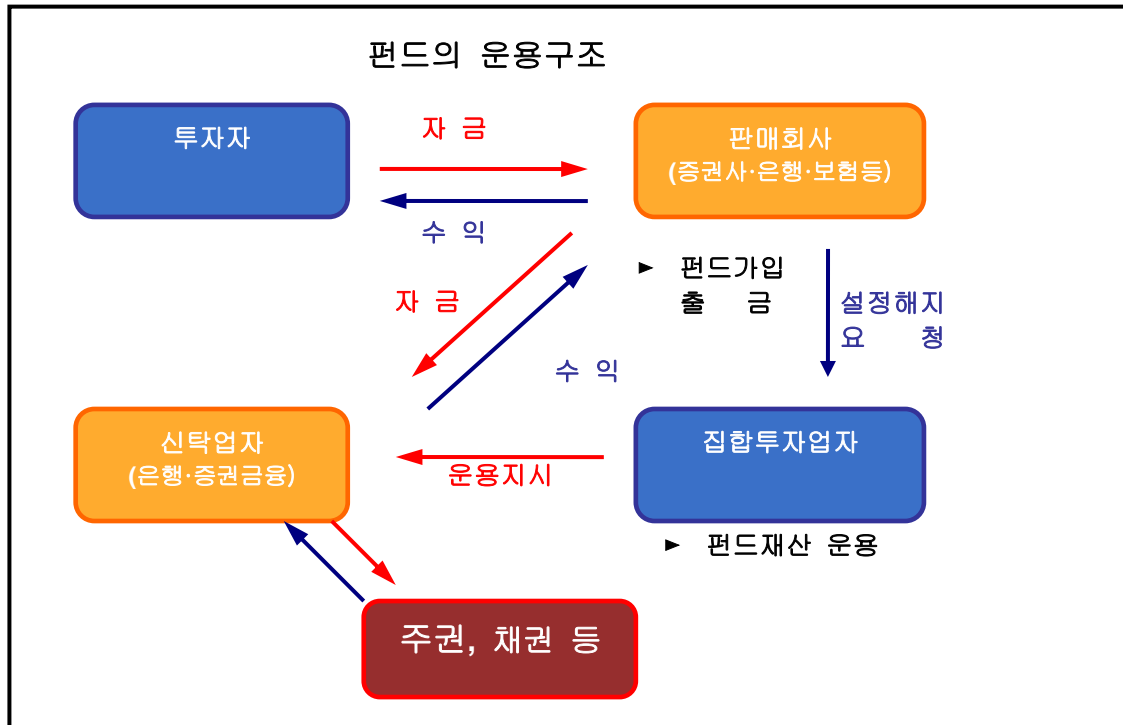 펀드의 운용구조
투자자
자 금
판매회사
(증권사·은행·보험등)
수 익
► 펀드가입
출 금
설정해지
요 청
자 금
수 익
신탁업자
(은행·증권금융)
집합투자업자
운용지시
► 펀드재산 운용
주권, 채권 등